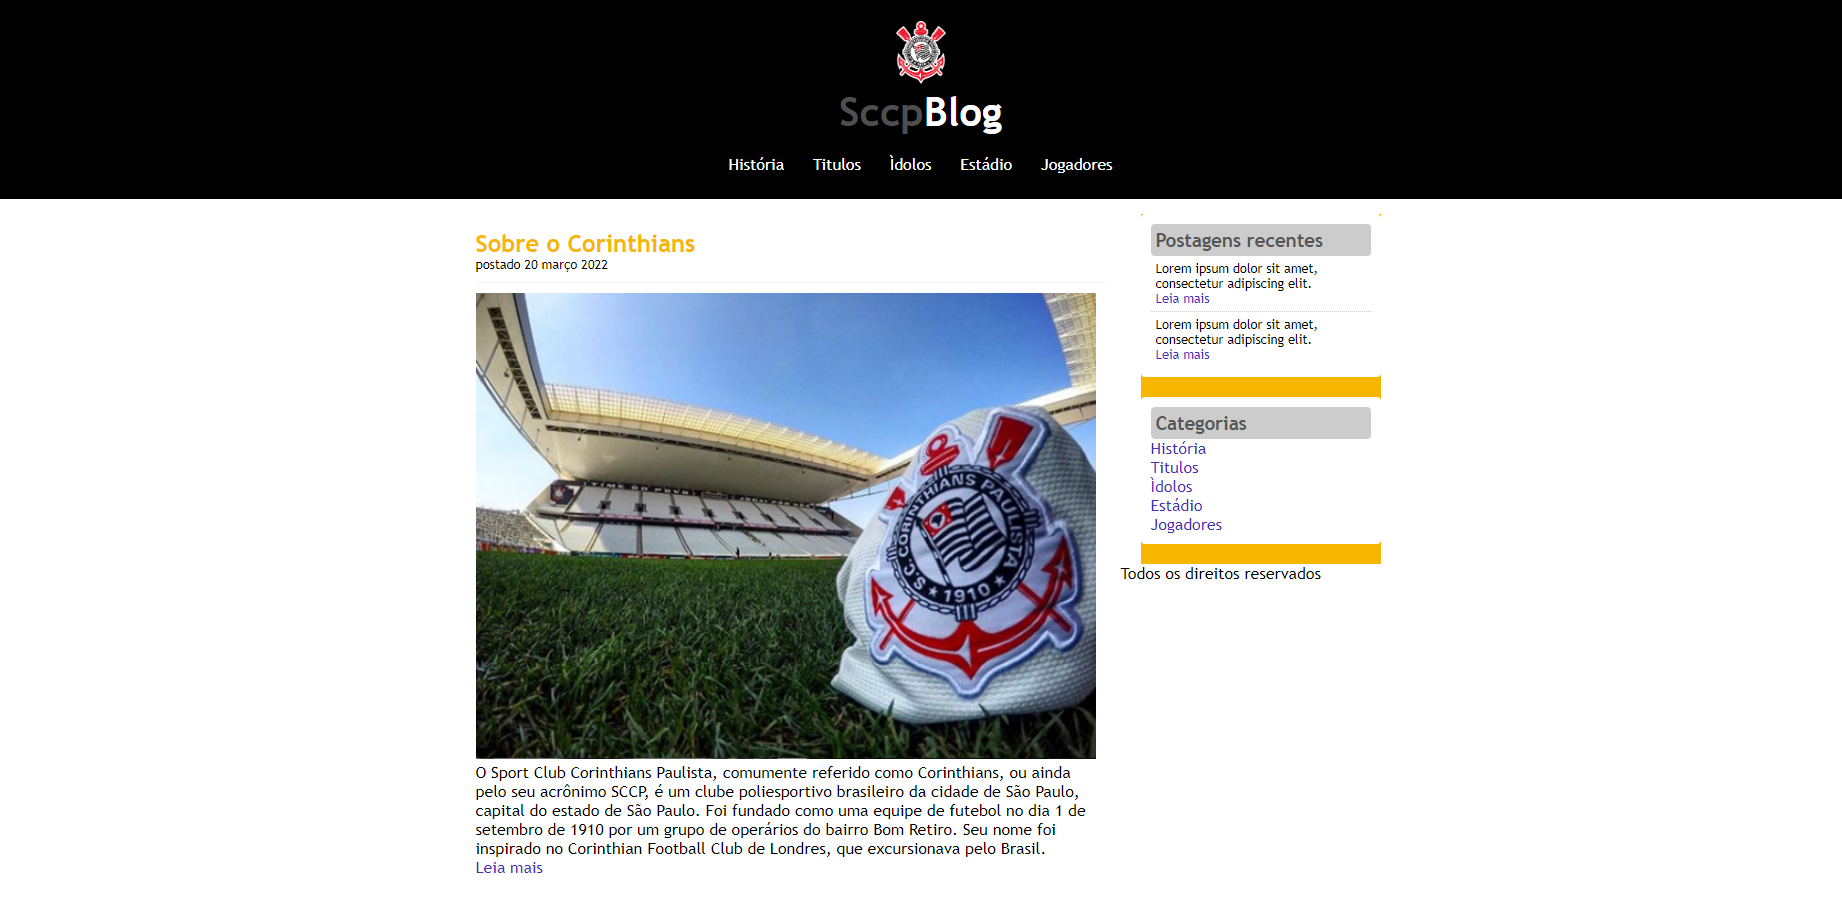 SccpBlog
História Titulos Ìdolos Estádio Jogadores
Sobre o Corinthians
postado 20 março 2022
S.C. CORINTHIANS PAULISTA
1910
O Sport Club Corinthians Paulista, comumente referido como Corinthians, ou ainda
pelo seu acrônimo SCCP, é um clube poliesportivo brasileiro da cidade de São Paulo,
capital do estado de São Paulo. Foi fundado como uma equipe de futebol no dia 1 de
setembro de 1910 por um grupo de operários do bairro Bom Retiro. Seu nome foi
inspirado no Corinthian Football Club de Londres, que excursionava pelo Brasil.
Leia mais
Postagens recentes
Lorem ipsum dolor sit amet,
consectetur adipiscing elit.
Leia mais
Lorem ipsum dolor sit amet,
consectetur adipiscing elit.
Leia mais
Categorias
História
Titulos
Ìdolos
Estádio
Jogadores
Todos os direitos reservados